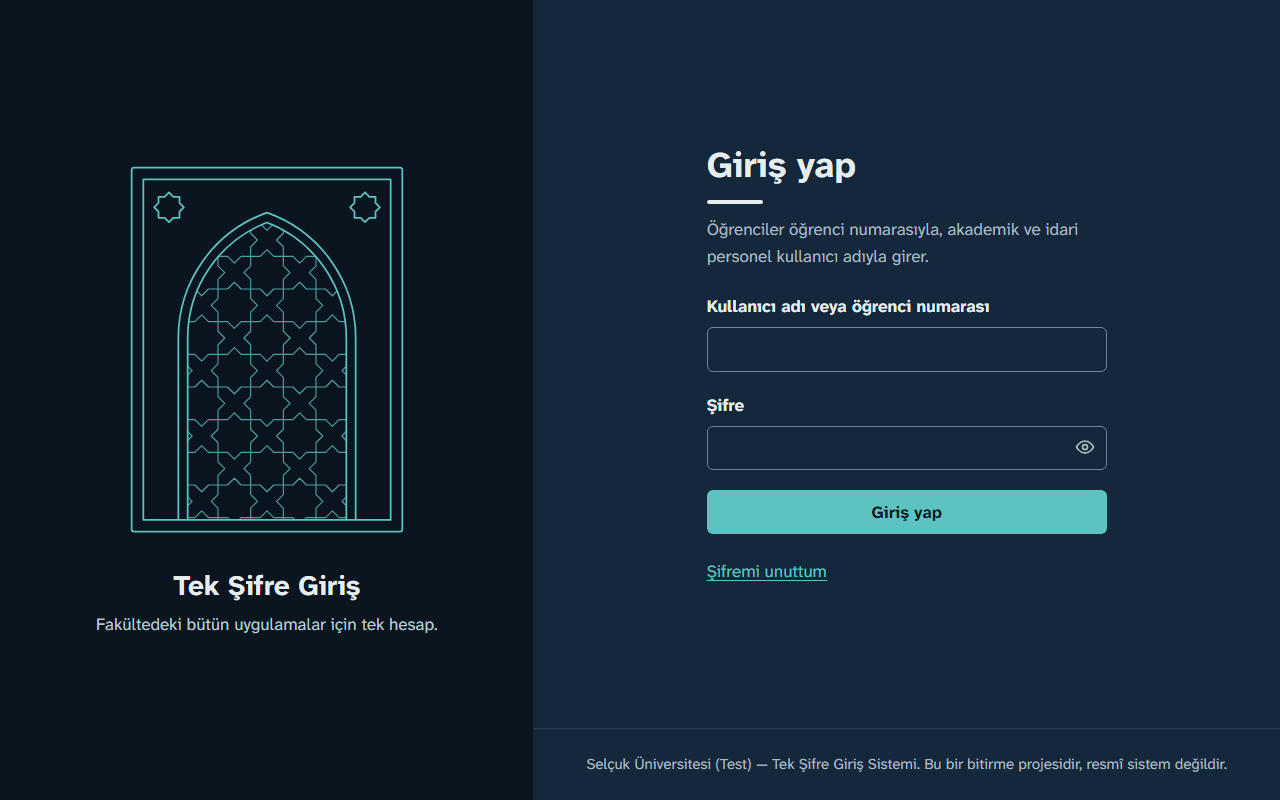 Tek Şifre Giriş
Fakültedeki bütün uygulamalar için tek hesap.
Giriş yap
Öğrenciler öğrenci numarasıyla, akademik ve idari
personel kullanıcı adıyla girer.
Kullanıcı adı veya öğrenci numarası
Şifre
Giriş yap
Şifremi unuttum
Selçuk Üniversitesi (Test) — Tek Şifre Giriş Sistemi. Bu bir bitirme projesidir, resmî sistem değildir.